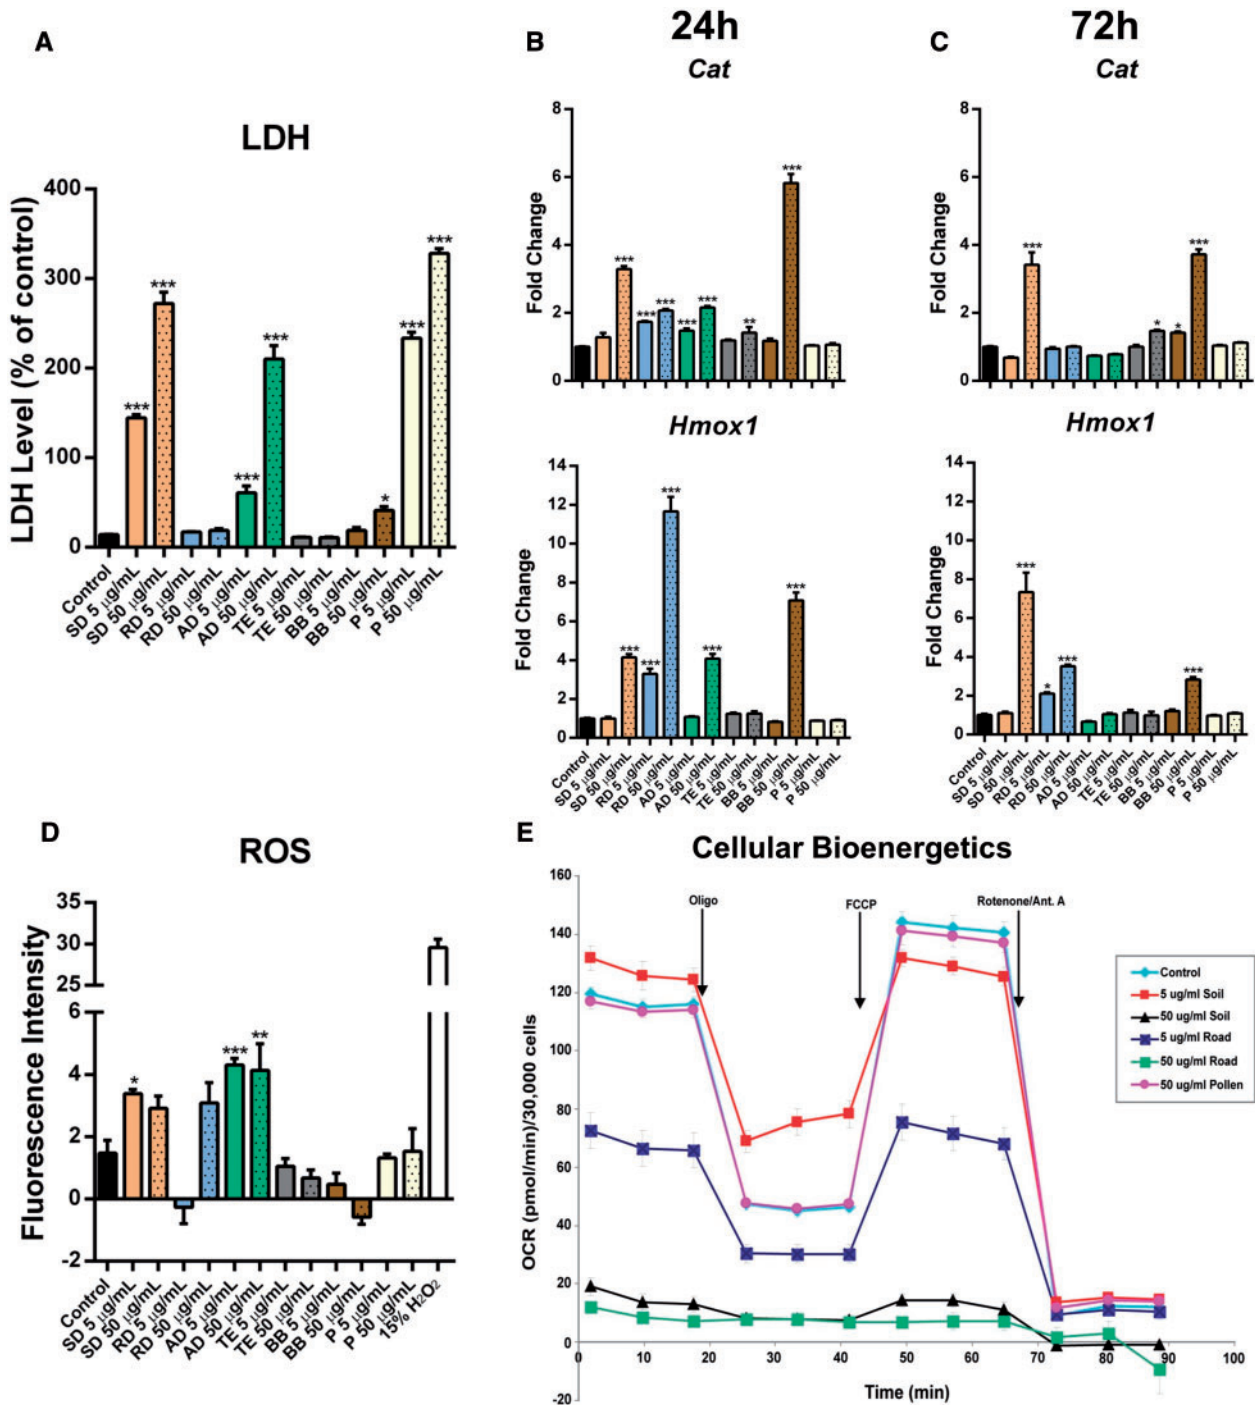 A
LDH
LDH Level (% of control)
400
300
200
100
0
***
***
***
***
*
***
***
Control
SD 5 µg/mL
SD 50 µg/mL
RD 5 µg/mL
RD 50 µg/mL
AD 5 µg/mL
AD 50 µg/mL
TE 5 µg/mL
TE 50 µg/mL
BB 5 µg/mL
BB 50 µg/mL
P 5 µg/mL
P 50 µg/mL
B
24h
Cat
Fold Change
8
6
4
2
0
***
***
***
***
***
**
***
Hmox1
Fold Change
14
12
10
8
6
4
2
0
***
***
***
***
***
Control
SD 5 µg/mL
SD 50 µg/mL
RD 5 µg/mL
RD 50 µg/mL
AD 5 µg/mL
AD 50 µg/mL
TE 5 µg/mL
TE 50 µg/mL
BB 5 µg/mL
BB 50 µg/mL
P 5 µg/mL
P 50 µg/mL
C
72h
Cat
Fold Change
8
6
4
2
0
***
*
*
***
Hmox1
Fold Change
14
12
10
8
6
4
2
0
***
*
***
***
Control
SD 5 µg/mL
SD 50 µg/mL
RD 5 µg/mL
RD 50 µg/mL
AD 5 µg/mL
AD 50 µg/mL
TE 5 µg/mL
TE 50 µg/mL
BB 5 µg/mL
BB 50 µg/mL
P 5 µg/mL
P 50 µg/mL
D
ROS
Fluorescence Intensity
35
30
25
6
4
2
0
-2
*
***
**
Control
SD 5 µg/mL
SD 50 µg/mL
RD 5 µg/mL
RD 50 µg/mL
AD 5 µg/mL
AD 50 µg/mL
TE 5 µg/mL
TE 50 µg/mL
BB 5 µg/mL
BB 50 µg/mL
P 5 µg/mL
P 50 µg/mL
15% H₂O₂
E
Cellular Bioenergetics
OCR (pmol/min)/30,000 cells
160
140
120
100
80
60
40
20
0
-20
Oligo
FCCP
Rotenone/Ant. A
0 10 20 30 40 50 60 70 80 90 100
Time (min)
Control
5 ug/ml Soil
50 ug/ml Soil
5 ug/ml Road
50 ug/ml Road
50 ug/ml Pollen